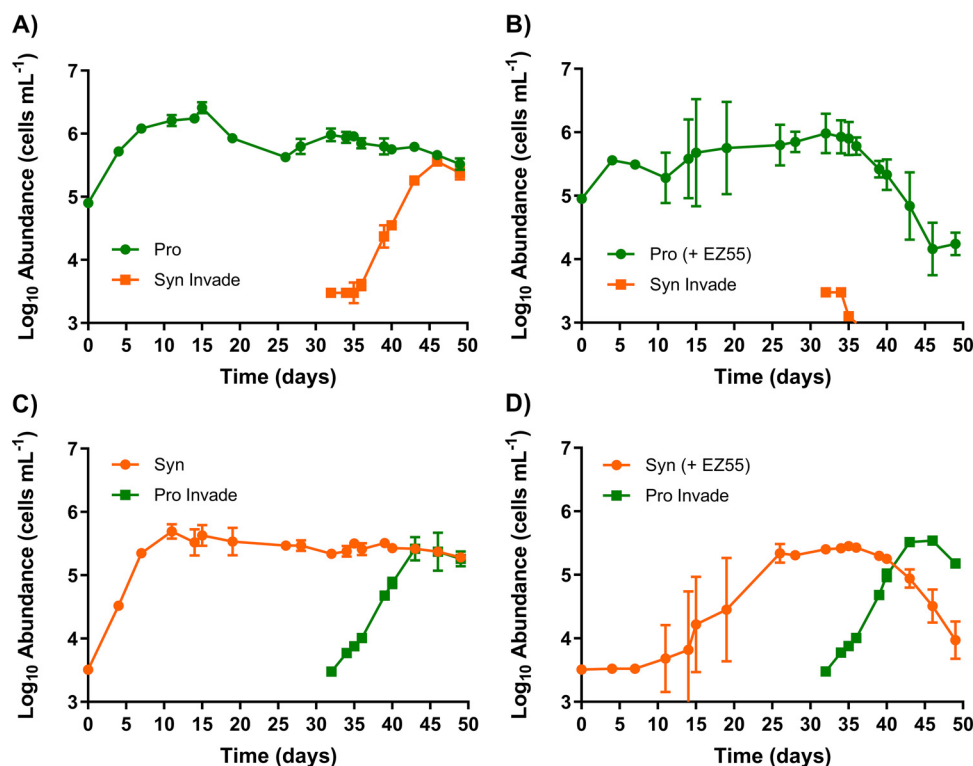 A)
Log10 Abundance (cells mL-1)
7
6
5
4
3
Pro
Syn Invade
0 5 10 15 20 25 30 35 40 45 50
Time (days)
B)
Log10 Abundance (cells mL-1)
7
6
5
4
3
Pro (+ EZ55)
Syn Invade
0 5 10 15 20 25 30 35 40 45 50
Time (days)
C)
Log10 Abundance (cells mL-1)
7
6
5
4
3
Syn
Pro Invade
0 5 10 15 20 25 30 35 40 45 50
Time (days)
D)
Log10 Abundance (cells mL-1)
7
6
5
4
3
Syn (+ EZ55)
Pro Invade
0 5 10 15 20 25 30 35 40 45 50
Time (days)